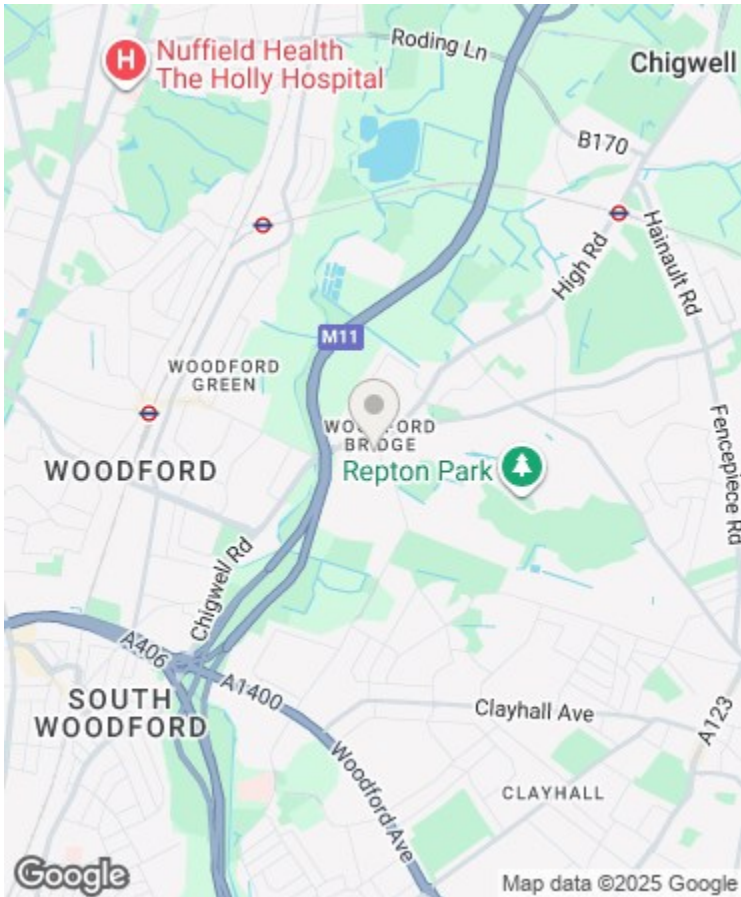 Nuffield Health
The Holly Hospital
H
Roding Ln
Chigwell
B170
High Rd
Hainault Rd
M11
WOODFORD
GREEN
BRIDGE
Repton Park
WOODFORD
Fencepiece Rd
Chigwell Rd
A406
A1400
SOUTH
WOODFORD
Clayhall Ave
A123
Woodford Ave
CLAYHALL
Google
Map data ©2025 Google